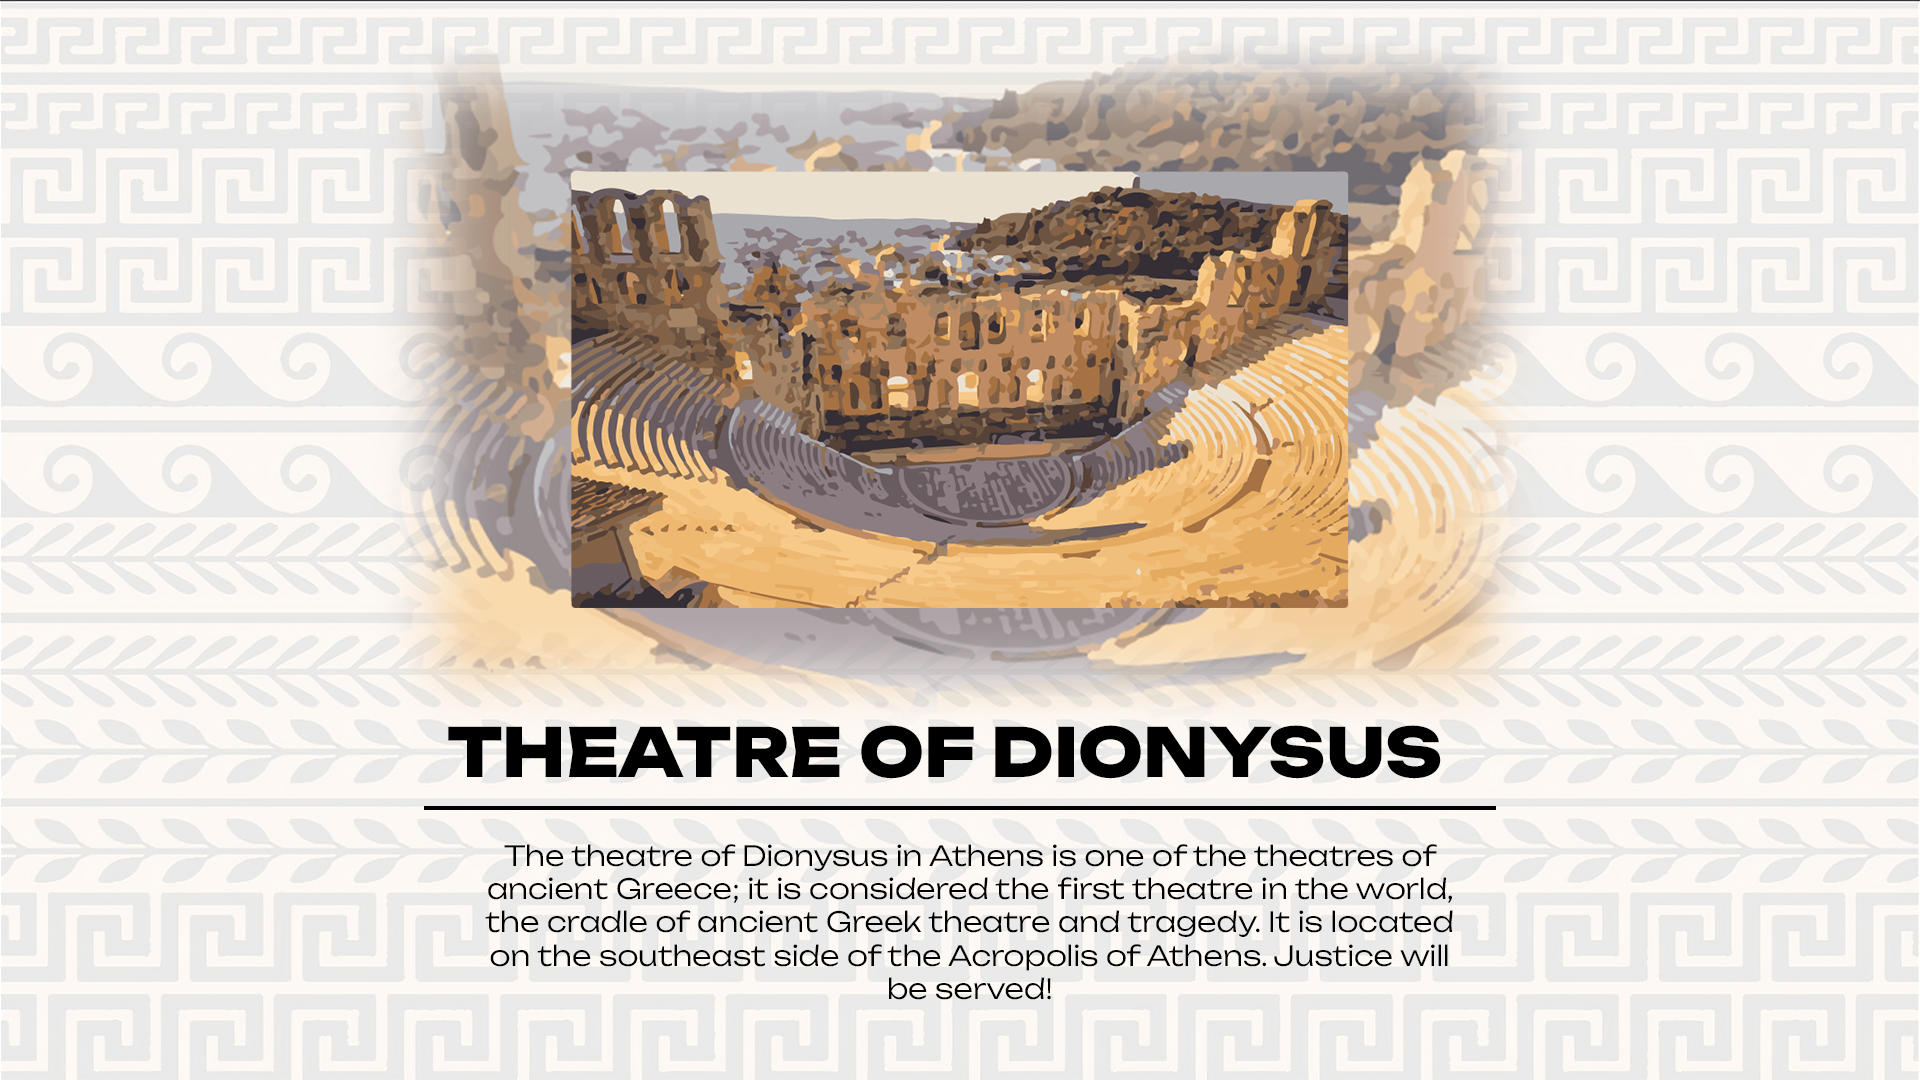 THEATRE OF DIONYSUS
The theatre of Dionysus in Athens is one of the theatres of
ancient Greece; it is considered the first theatre in the world,
the cradle of ancient Greek theatre and tragedy. It is located
on the southeast side of the Acropolis of Athens. Justice will
be served!